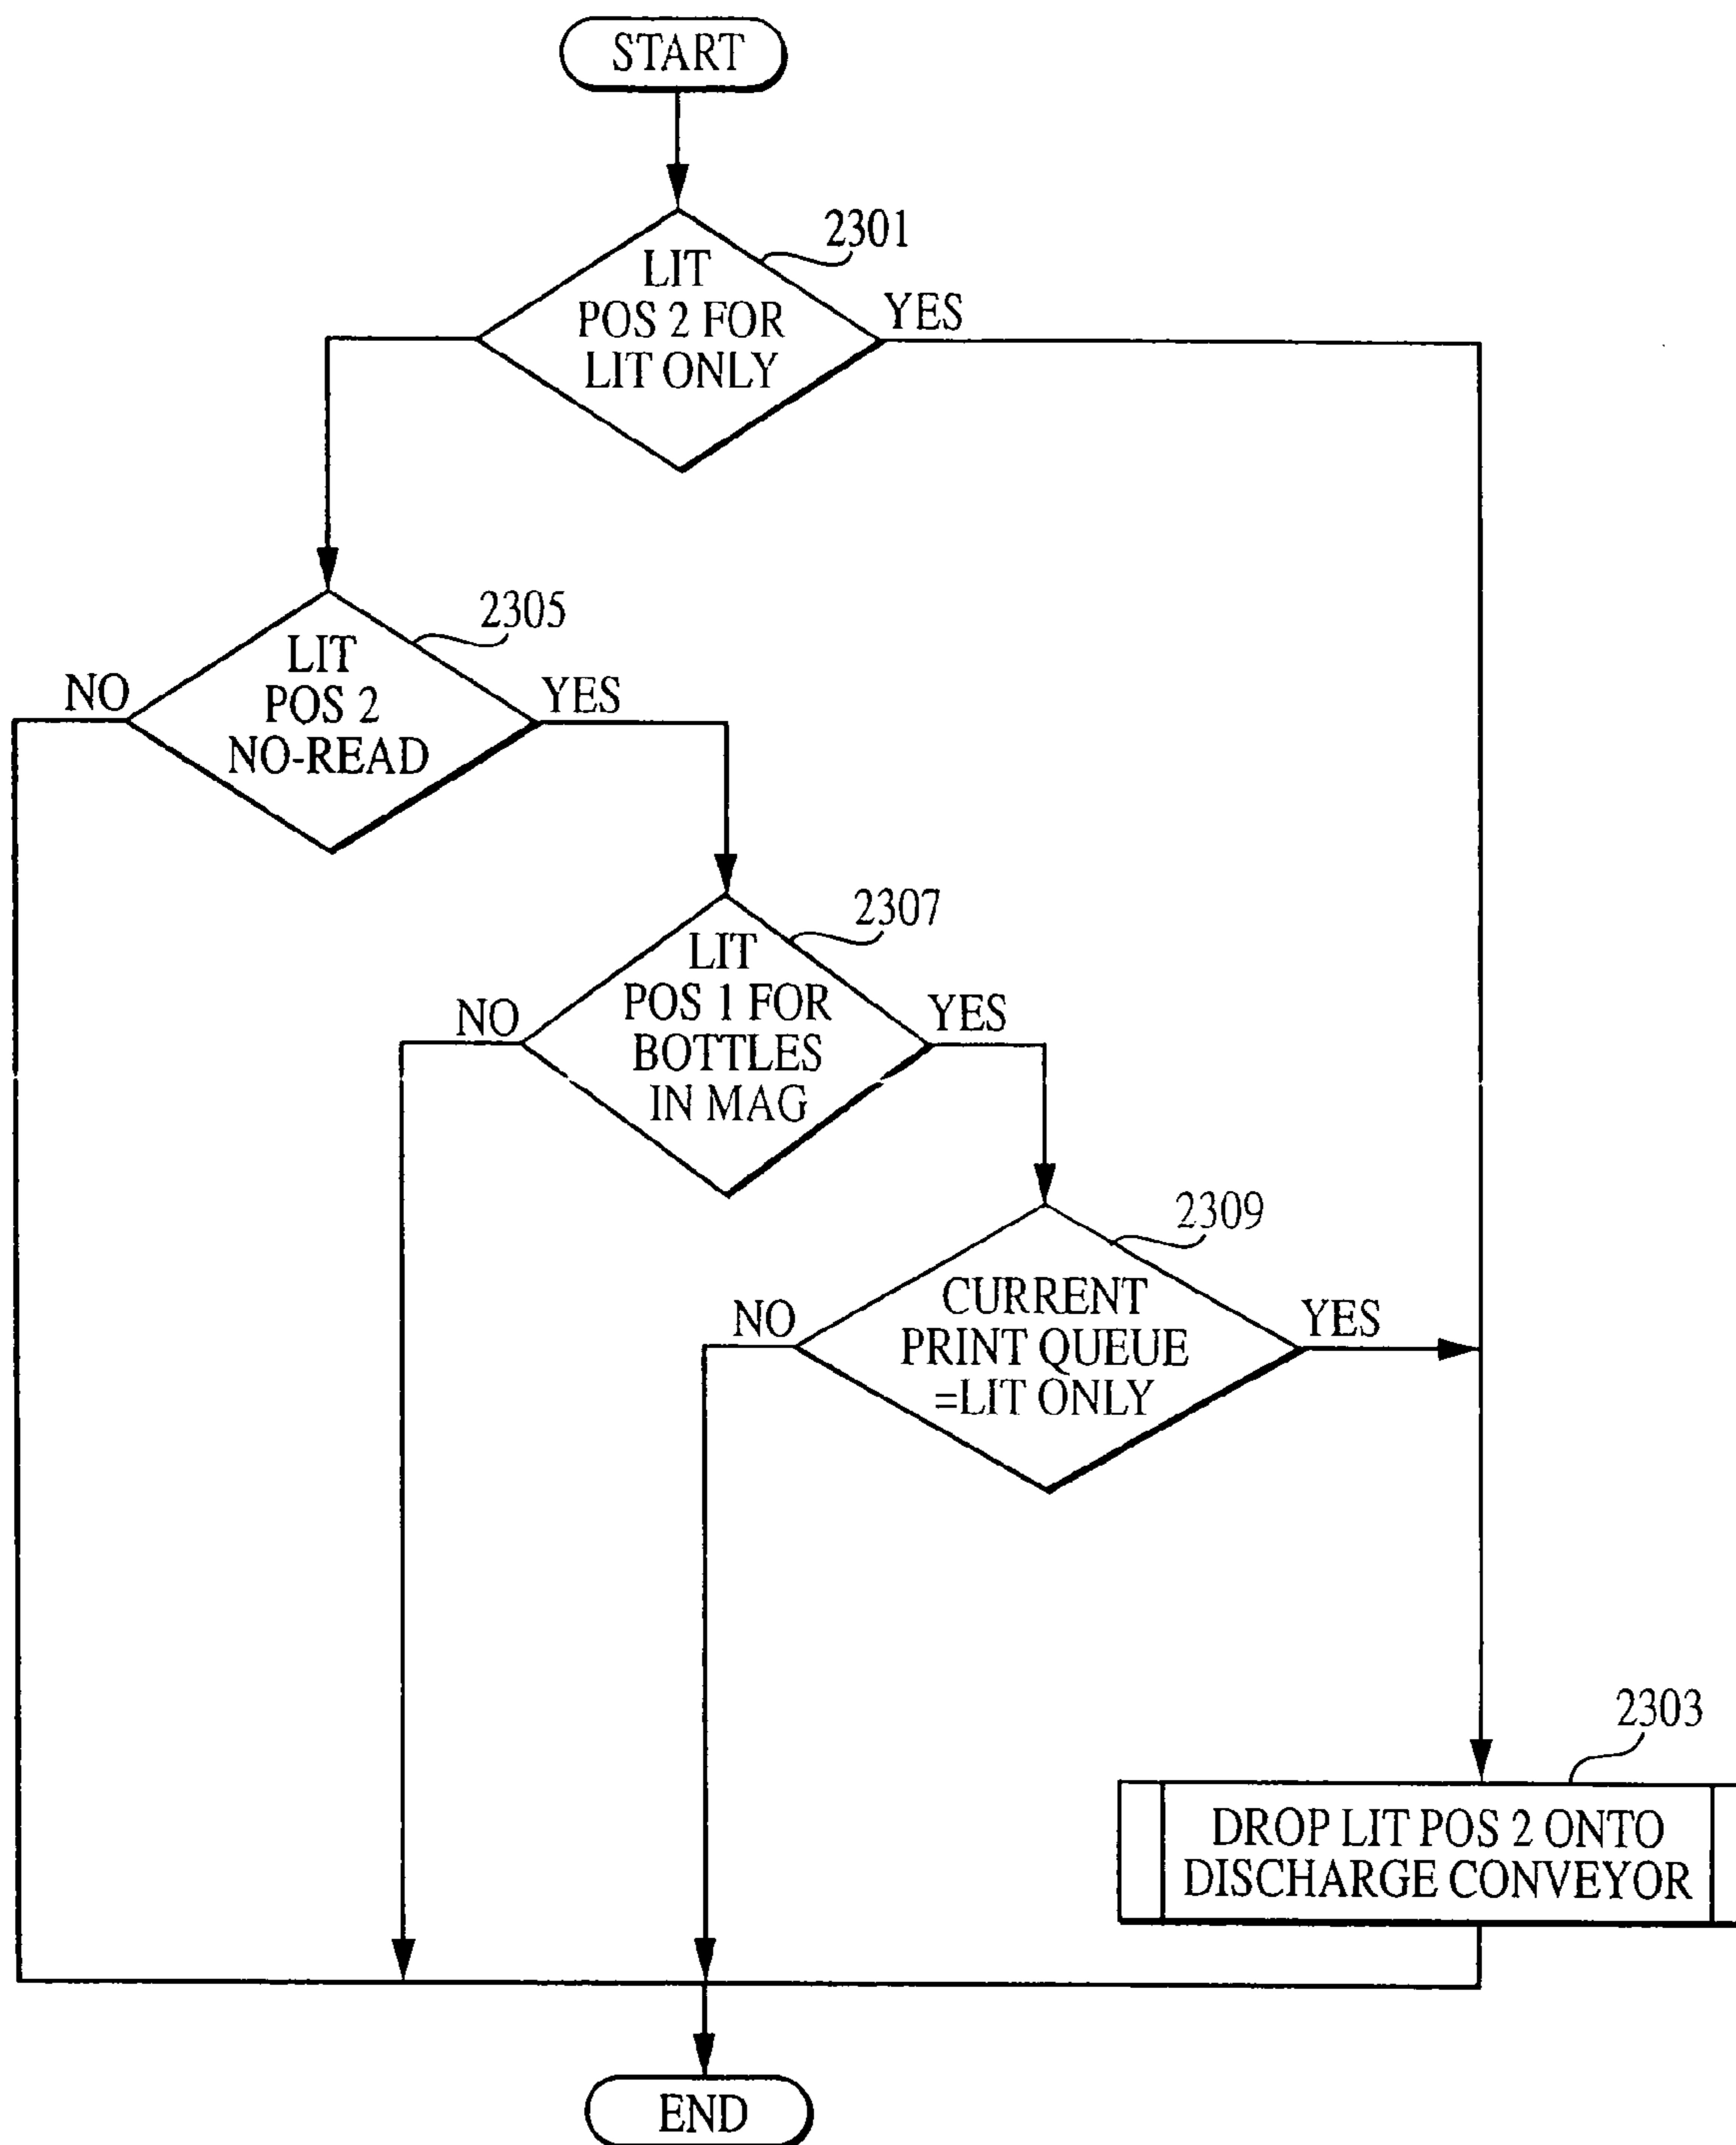 START
2301
LIT
POS 2 FOR
LIT ONLY
YES
2305
LIT
POS 2
NO-READ
NO
YES
2307
LIT
POS 1 FOR
BOTTLES
IN MAG
NO
YES
2309
CURRENT
PRINT QUEUE
=LIT ONLY
NO
YES
2303
DROP LIT POS 2 ONTO
DISCHARGE CONVEYOR
END